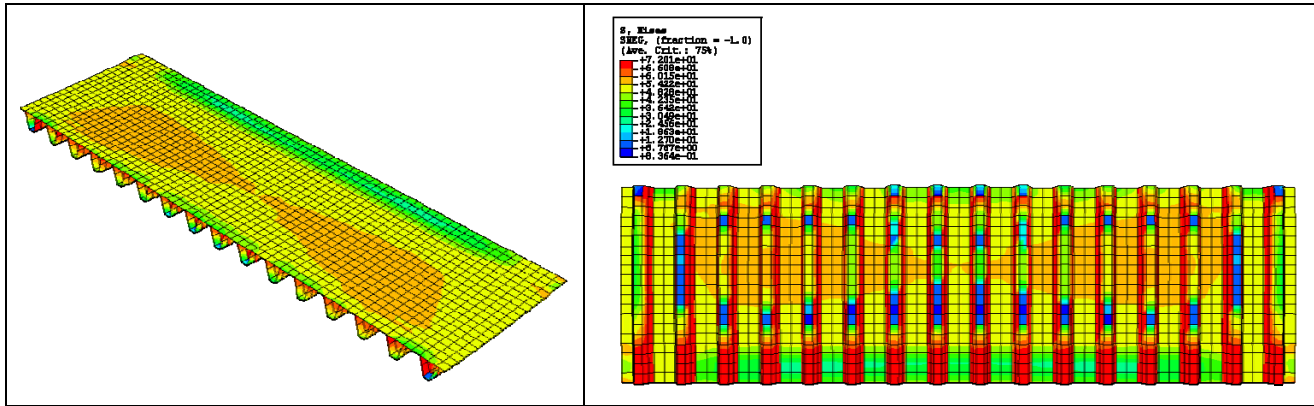 S, Mises
SNEG, (fraction = -1.0)
(Ave. Crit.: 75%)
+7.201e+01
+6.608e+01
+6.015e+01
+5.422e+01
+4.828e+01
+4.235e+01
+3.642e+01
+3.049e+01
+2.456e+01
+1.863e+01
+1.270e+01
+6.767e+00
+8.364e-01